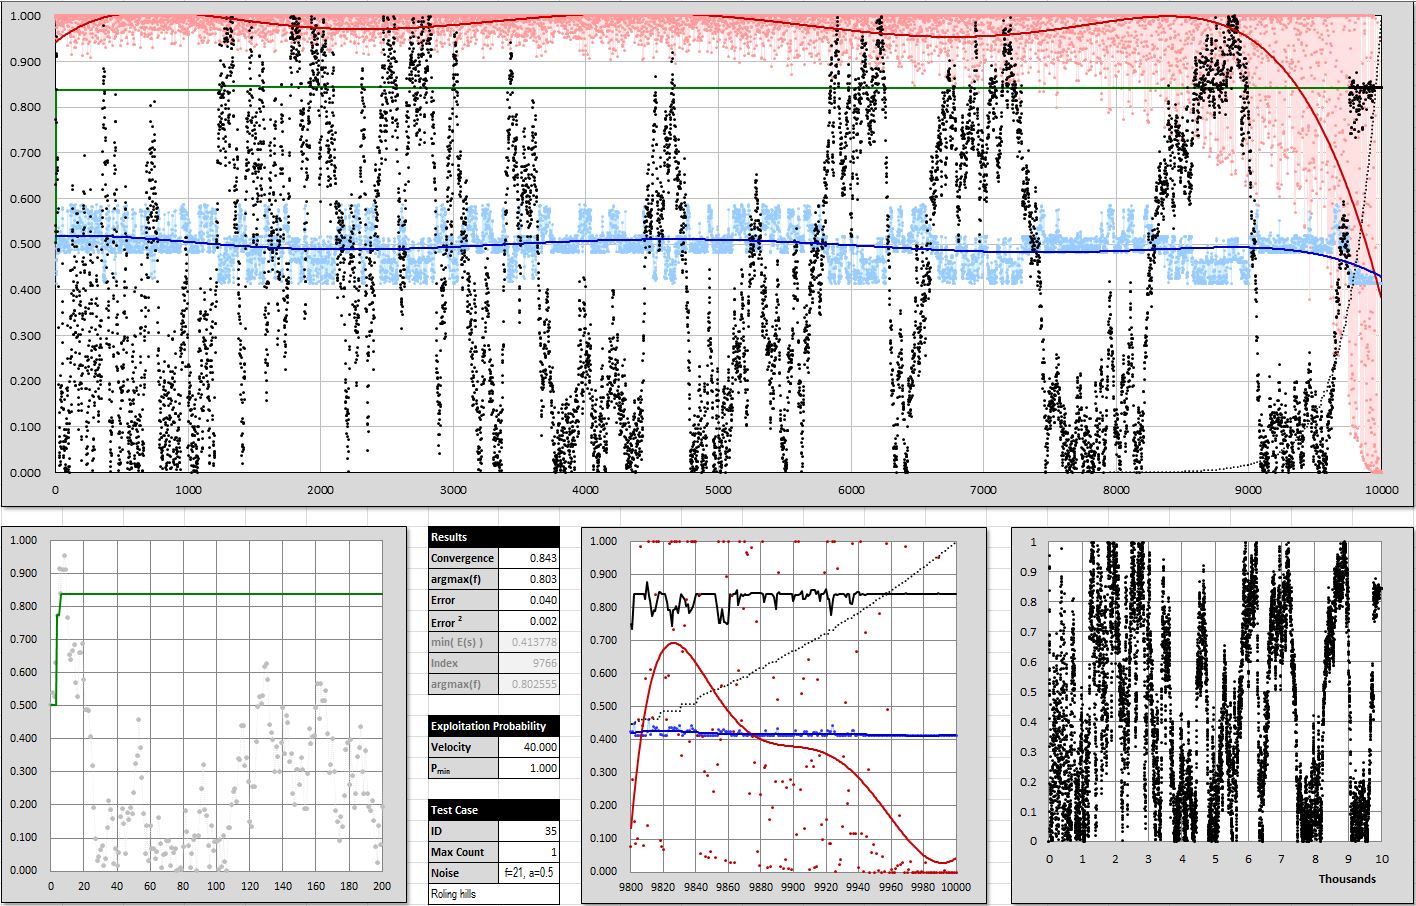 1.000
0.900
0.800
0.700
0.600
0.500
0.400
0.300
0.200
0.100
0.000
0 1000 2000 3000 4000 5000 6000 7000 8000 9000 10000
1.000
0.900
0.800
0.700
0.600
0.500
0.400
0.300
0.200
0.100
0.000
0 20 40 60 80 100 120 140 160 180 200
Results
Convergence 0.843
argmax(f) 0.803
Error 0.040
Error 2 0.002
min( E(s) ) 0.413778
Index 9766
argmax(f) 0.802555
Exploitation Probability
Velocity 40.000
Pmin 1.000
Test Case
ID 35
Max Count 1
Noise f=21, a=0.5
Roling hills
1.000
0.900
0.800
0.700
0.600
0.500
0.400
0.300
0.200
0.100
0.000
9800 9820 9840 9860 9880 9900 9920 9940 9960 9980 10000
1
0.9
0.8
0.7
0.6
0.5
0.4
0.3
0.2
0.1
0
0 1 2 3 4 5 6 7 8 9 10
Thousands